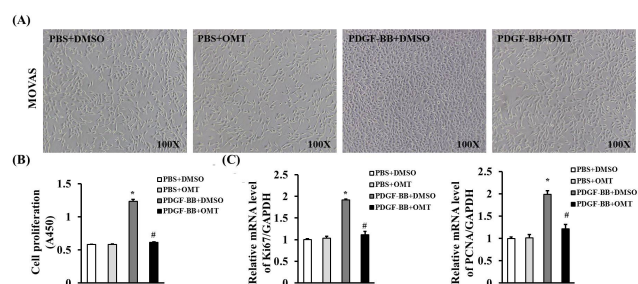 (A)
PBS+DMSO
PBS+OMT
PDGF-BB+DMSO
PDGF-BB+OMT
MOVAS
100X
100X
100X
100X
(B)
PBS+DMSO
PBS+OMT
PDGF-BB+DMSO
PDGF-BB+OMT
Cell proliferation
(A450)
1.5
1
0.5
0
*
#
(C)
PBS+DMSO
PBS+OMT
PDGF-BB+DMSO
PDGF-BB+OMT
Relative mRNA level
of Ki67/GAPDH
2.5
2
1.5
1
0.5
0
*
#
PBS+DMSO
PBS+OMT
PDGF-BB+DMSO
PDGF-BB+OMT
Relative mRNA level
of PCNA/GAPDH
2.5
2
1.5
1
0.5
0
*
#